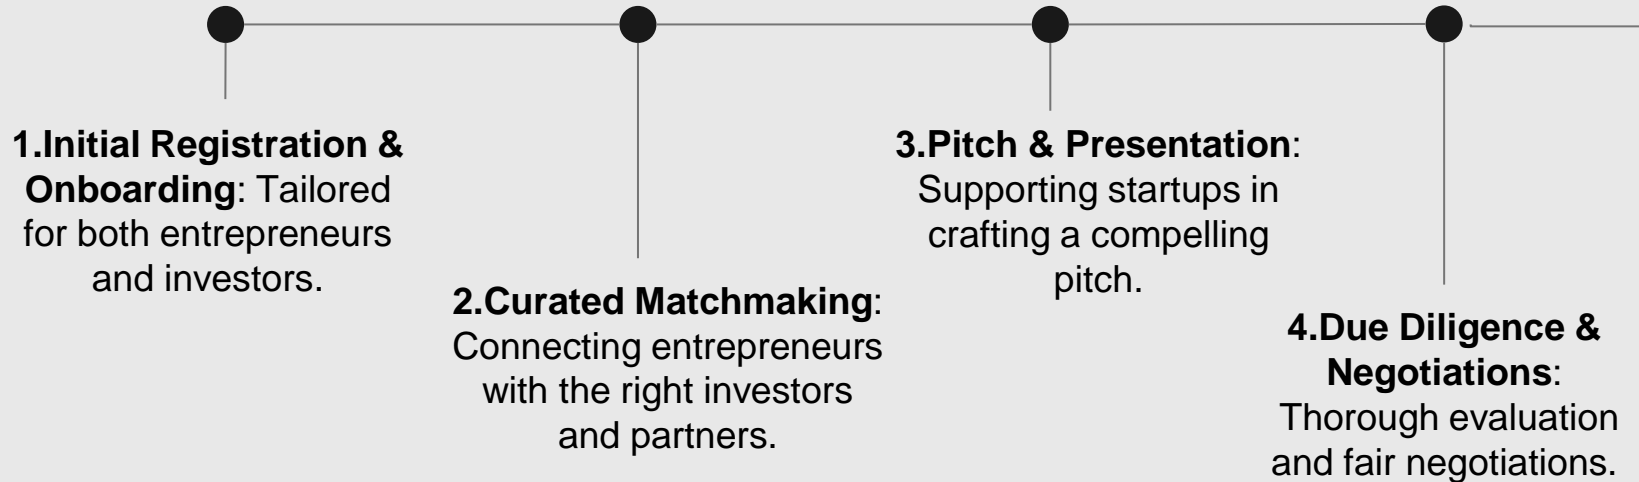 1.Initial Registration &
Onboarding: Tailored
for both entrepreneurs
and investors.
2.Curated Matchmaking:
Connecting entrepreneurs
with the right investors
and partners.
3.Pitch & Presentation:
Supporting startups in
crafting a compelling
pitch.
4.Due Diligence &
Negotiations:
Thorough evaluation
and fair negotiations.